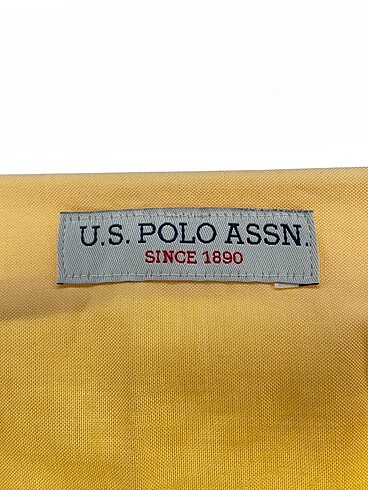 U.S. POLO ASSN.
SINCE 1890